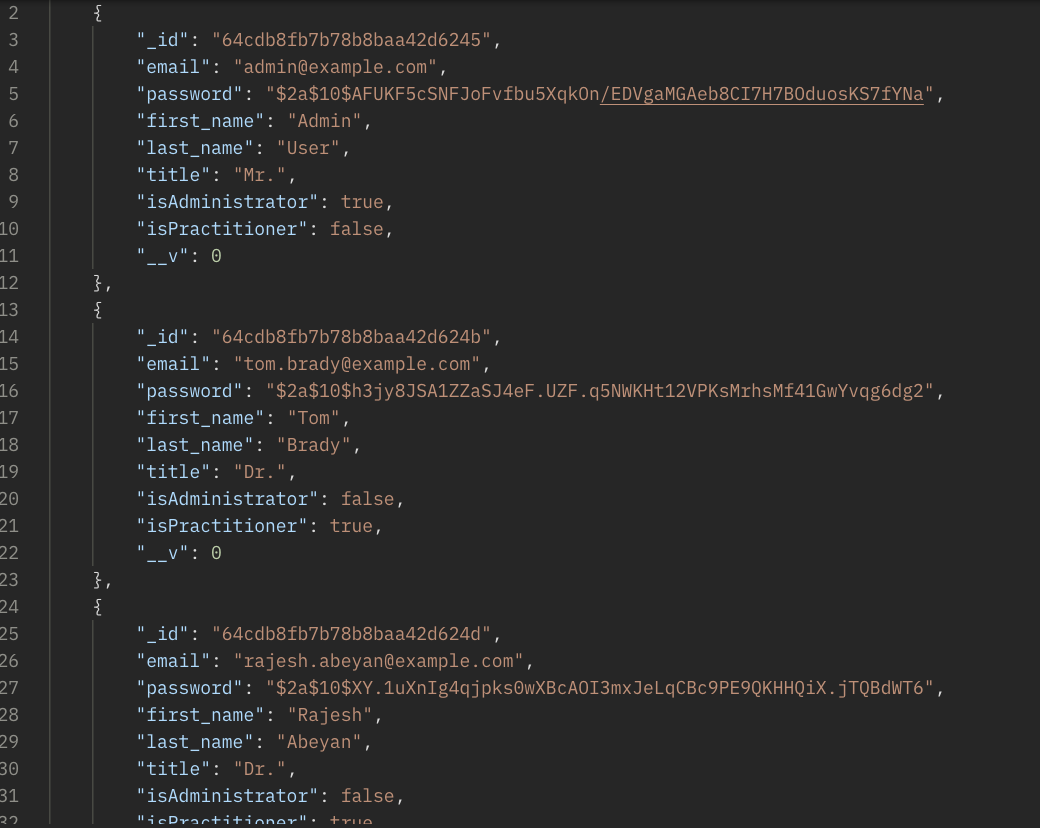 2 {
3 "_id": "64cdb8fb7b78b8baa42d6245",
4 "email": "admin@example.com",
5 "password": "$2a$10$AFUKF5cSNFJoFvfbu5XqkOn/EDVgaMGAeb8CI7H7BOduosKS7fYNa",
6 "first_name": "Admin",
7 "last_name": "User",
8 "title": "Mr.",
9 "isAdministrator": true,
10 "isPractitioner": false,
11 "__v": 0
12 },
13 {
14 "_id": "64cdb8fb7b78b8baa42d624b",
15 "email": "tom.brady@example.com",
16 "password": "$2a$10$h3jy8JSA1ZZaSJ4eF.UZF.q5NWKHt12VPKsMrhsMf41GwYvqg6dg2",
17 "first_name": "Tom",
18 "last_name": "Brady",
19 "title": "Dr.",
20 "isAdministrator": false,
21 "isPractitioner": true,
22 "__v": 0
23 },
24 {
25 "_id": "64cdb8fb7b78b8baa42d624d",
26 "email": "rajesh.abeyan@example.com",
27 "password": "$2a$10$XY.1uXnIg4qjpks0wXBcAOI3mxJeLqCBc9PE9QKHHQiX.jTQBdWT6",
28 "first_name": "Rajesh",
29 "last_name": "Abeyan",
30 "title": "Dr.",
31 "isAdministrator": false,
32 "isPractitioner": true